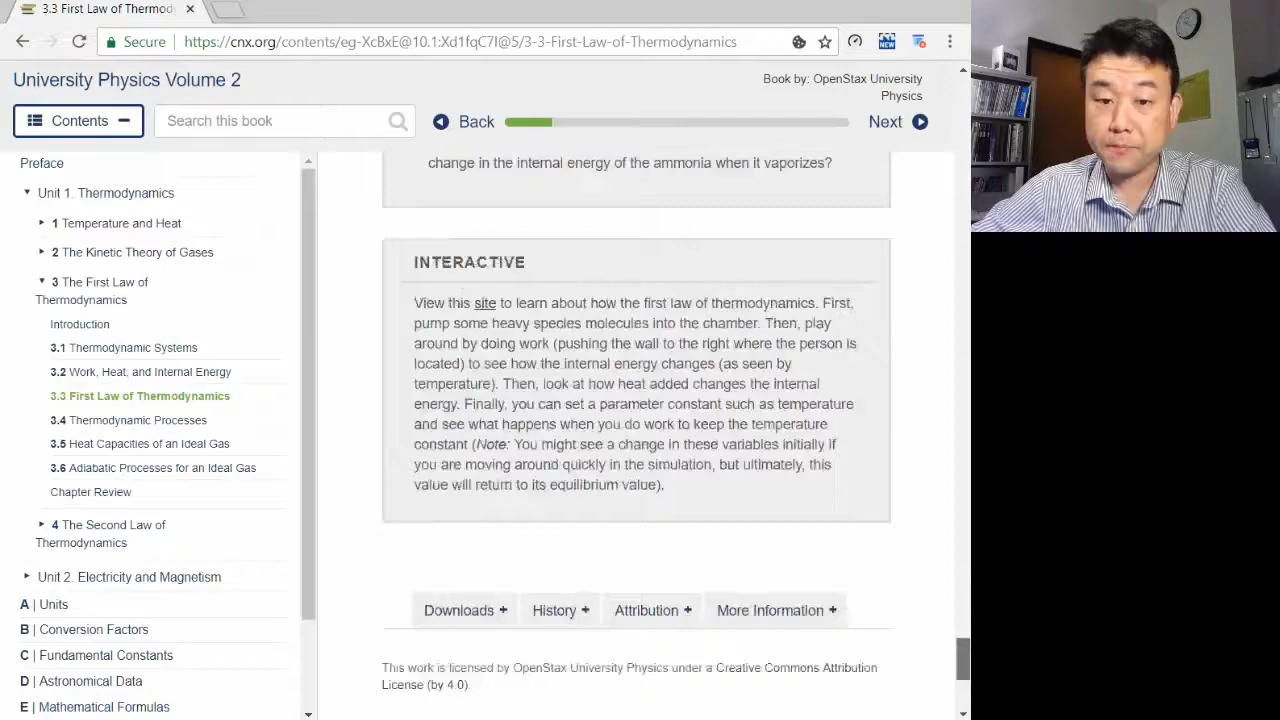 3.3 First Law of Thermod
Secure
https://cnx.org/contents/eg-XcBxE@10.1:Xd1fqC7I@5/3-3-First-Law-of-Thermodynamics
NEW
University Physics Volume 2
Book by: OpenStax University
Physics
Contents
Search this book
Back
Next
Preface
Unit 1. Thermodynamics
1 Temperature and Heat
2 The Kinetic Theory of Gases
3 The First Law of
Thermodynamics
Introduction
3.1 Thermodynamic Systems
3.2 Work, Heat, and Internal Energy
3.3 First Law of Thermodynamics
3.4 Thermodynamic Processes
3.5 Heat Capacities of an Ideal Gas
3.6 Adiabatic Processes for an Ideal Gas
Chapter Review
4 The Second Law of
Thermodynamics
Unit 2. Electricity and Magnetism
A | Units
B | Conversion Factors
C | Fundamental Constants
D | Astronomical Data
E | Mathematical Formulas
change in the internal energy of the ammonia when it vaporizes?
INTERACTIVE
View this site to learn about how the first law of thermodynamics. First,
pump some heavy species molecules into the chamber. Then, play
around by doing work (pushing the wall to the right where the person is
located) to see how the internal energy changes (as seen by
temperature). Then, look at how heat added changes the internal
energy. Finally, you can set a parameter constant such as temperature
and see what happens when you do work to keep the temperature
constant (Note: You might see a change in these variables initially if
you are moving around quickly in the simulation, but ultimately, this
value will return to its equilibrium value).
Downloads +
History +
Attribution +
More Information +
This work is licensed by OpenStax University Physics under a Creative Commons Attribution
License (by 4.0).